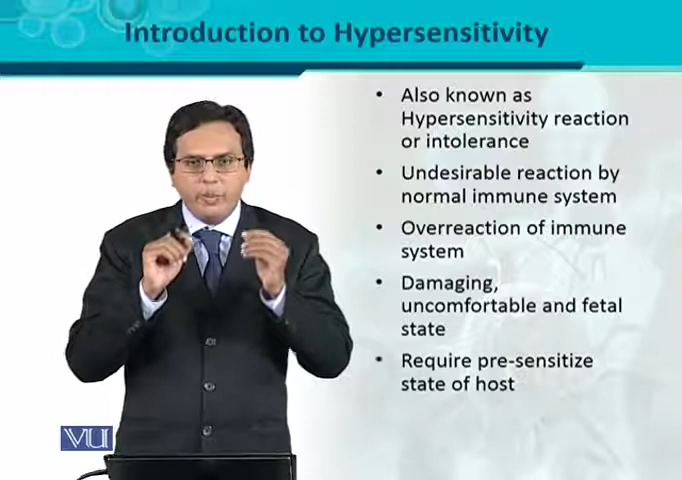 Introduction to Hypersensitivity
• Also known as
Hypersensitivity reaction
or intolerance
• Undesirable reaction by
normal immune system
• Overreaction of immune
system
• Damaging,
uncomfortable and fetal
state
• Require pre-sensitize
state of host
VU